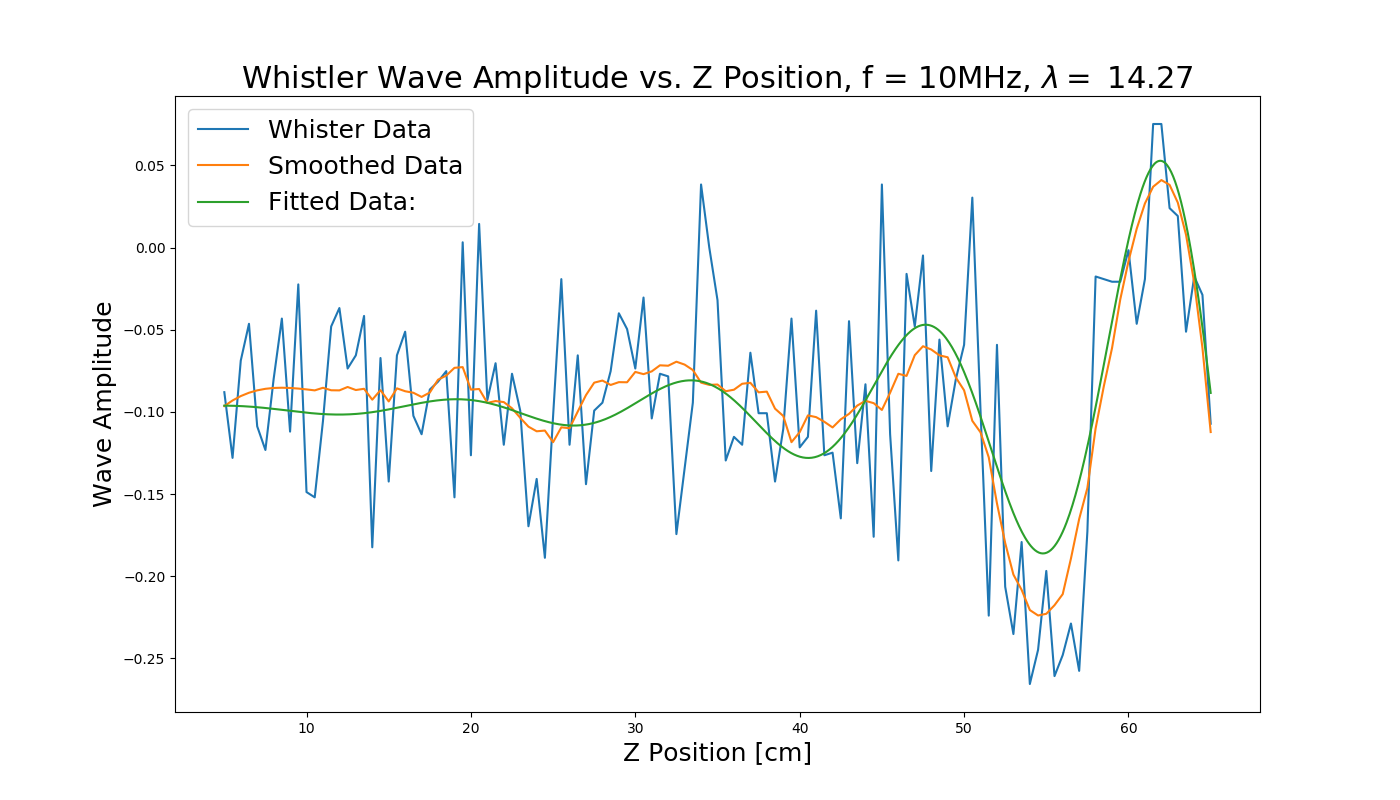 Whistler Wave Amplitude vs. Z Position, f = 10MHz, λ = 14.27
Whister Data
Smoothed Data
Fitted Data:
0.05
0.00
−0.05
−0.10
−0.15
−0.20
−0.25
Wave Amplitude
10 20 30 40 50 60
Z Position [cm]